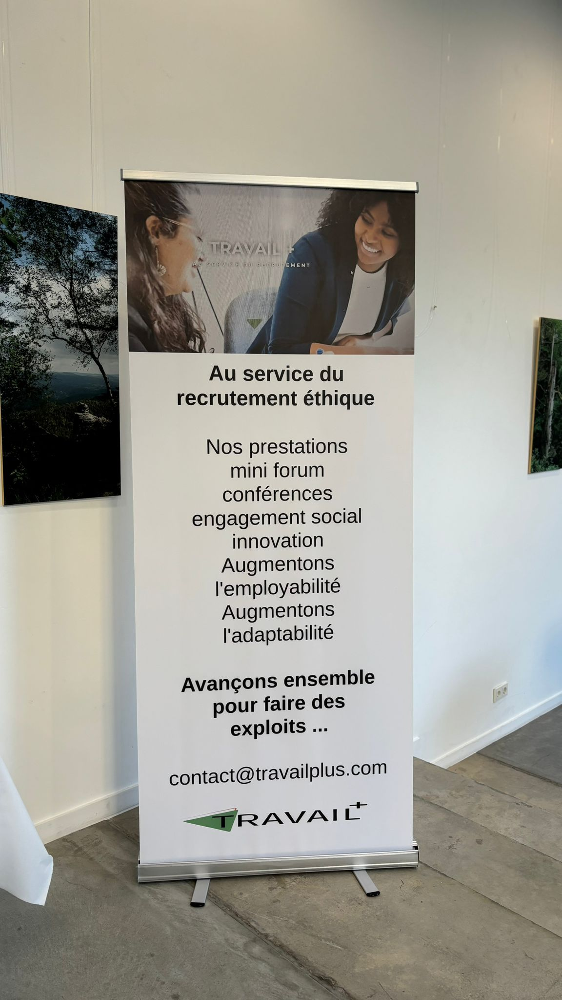 TRAVAIL +
AU SERVICE DU RECRUTEMENT
Au service du
recrutement éthique
Nos prestations
mini forum
conférences
engagement social
innovation
Augmentons
l'employabilité
Augmentons
l'adaptabilité
Avançons ensemble
pour faire des
exploits ...
contact@travailplus.com
TRAVAIL+